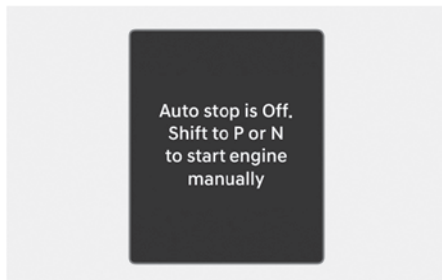 Auto stop is Off.
Shift to P or N
to start engine
manually